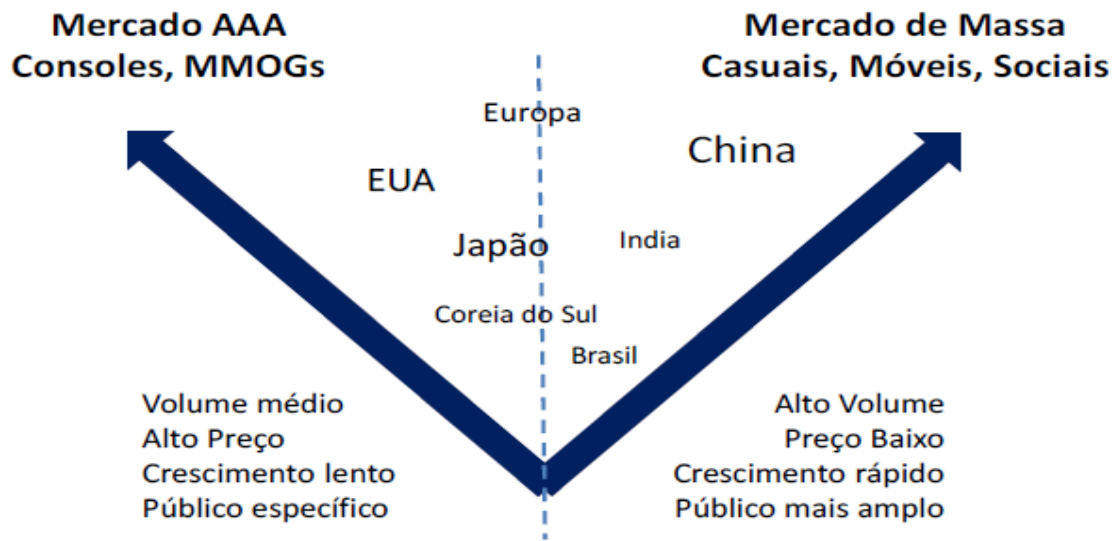 Mercado AAA
Consoles, MMOGs
Mercado de Massa
Casuais, Móveis, Sociais
Europa
China
EUA
Japão
India
Coreia do Sul
Brasil
Volume médio
Alto Preço
Crescimento lento
Público específico
Alto Volume
Preço Baixo
Crescimento rápido
Público mais amplo